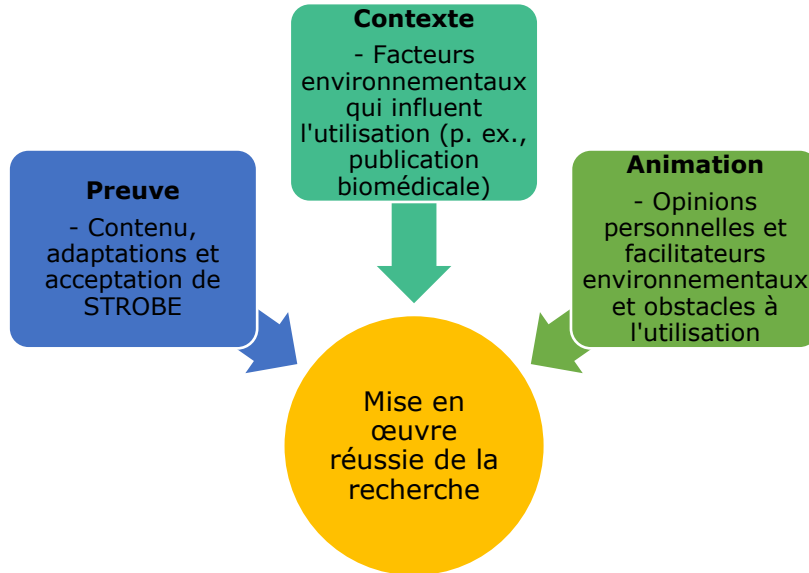 Contexte
- Facteurs
environnementaux
qui influent
l'utilisation (p. ex.,
publication
biomédicale)
Preuve
- Contenu,
adaptations et
acceptation de
STROBE
Animation
- Opinions
personnelles et
facilitateurs
environnementaux
et obstacles à
l'utilisation
Mise en
œuvre
réussie de la
recherche